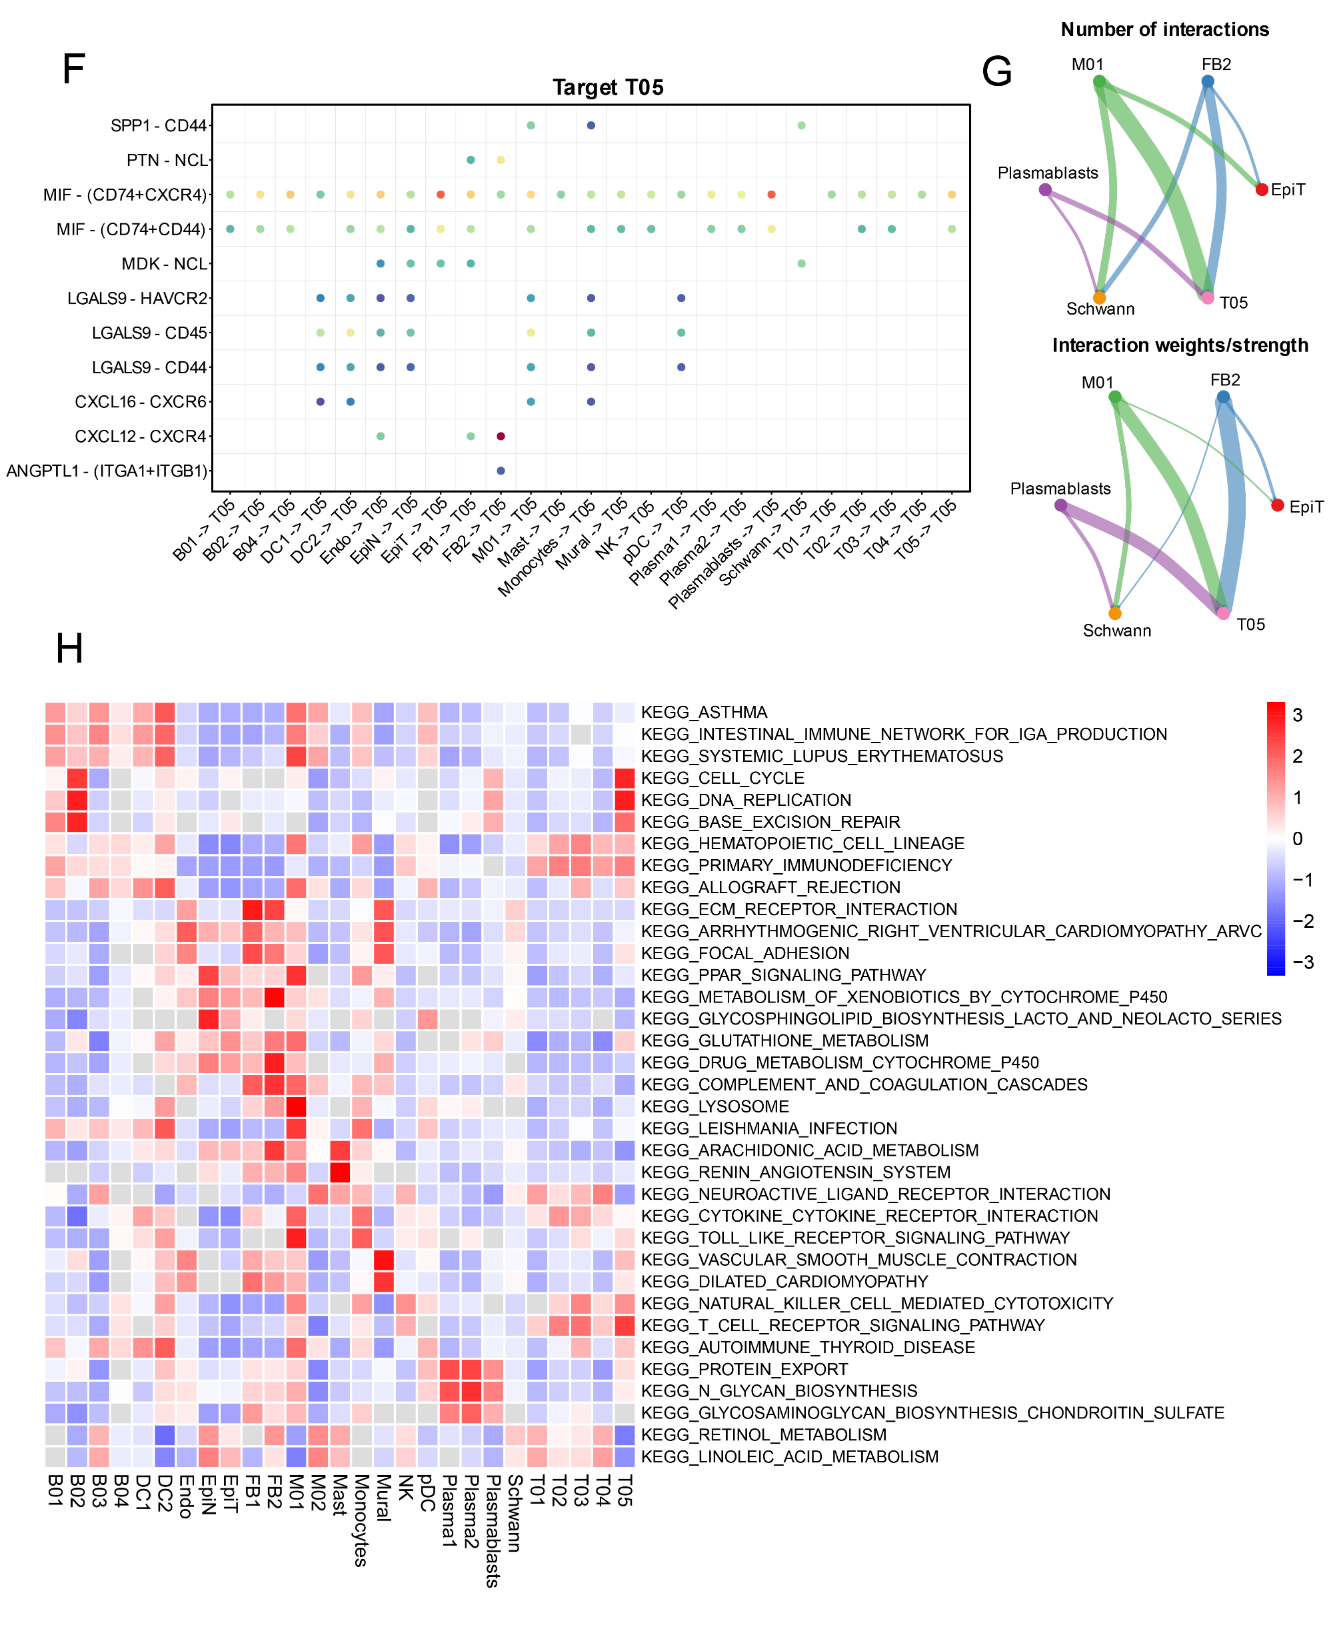 F
Target T05
SPP1 - CD44
PTN - NCL
MIF - (CD74+CXCR4)
MIF - (CD74+CD44)
MDK - NCL
LGALS9 - HAVCR2
LGALS9 - CD45
LGALS9 - CD44
CXCL16 - CXCR6
CXCL12 - CXCR4
ANGPTL1 - (ITGA1+ITGB1)
B01 -> T05
B02 -> T05
B04 -> T05
DC1 -> T05
DC2 -> T05
Endo -> T05
EpiN -> T05
EpiT -> T05
FB1 -> T05
FB2 -> T05
M01 -> T05
Mast -> T05
Monocytes -> T05
Mural -> T05
NK -> T05
pDC -> T05
Plasma1 -> T05
Plasma2 -> T05
Plasmablasts -> T05
Schwann -> T05
T01 -> T05
T02 -> T05
T03 -> T05
T04 -> T05
T05 -> T05
G
Number of interactions
M01
FB2
Plasmablasts
EpiT
Schwann
T05
Interaction weights/strength
M01
FB2
Plasmablasts
EpiT
Schwann
T05
H
KEGG_ASTHMA
KEGG_INTESTINAL_IMMUNE_NETWORK_FOR_IGA_PRODUCTION
KEGG_SYSTEMIC_LUPUS_ERYTHEMATOSUS
KEGG_CELL_CYCLE
KEGG_DNA_REPLICATION
KEGG_BASE_EXCISION_REPAIR
KEGG_HEMATOPOIETIC_CELL_LINEAGE
KEGG_PRIMARY_IMMUNODEFICIENCY
KEGG_ALLOGRAFT_REJECTION
KEGG_ECM_RECEPTOR_INTERACTION
KEGG_ARRHYTHMOGENIC_RIGHT_VENTRICULAR_CARDIOMYOPATHY_ARVC
KEGG_FOCAL_ADHESION
KEGG_PPAR_SIGNALING_PATHWAY
KEGG_METABOLISM_OF_XENOBIOTICS_BY_CYTOCHROME_P450
KEGG_GLYCOSPHINGOLIPID_BIOSYNTHESIS_LACTO_AND_NEOLACTO_SERIES
KEGG_GLUTATHIONE_METABOLISM
KEGG_DRUG_METABOLISM_CYTOCHROME_P450
KEGG_COMPLEMENT_AND_COAGULATION_CASCADES
KEGG_LYSOSOME
KEGG_LEISHMANIA_INFECTION
KEGG_ARACHIDONIC_ACID_METABOLISM
KEGG_RENIN_ANGIOTENSIN_SYSTEM
KEGG_NEUROACTIVE_LIGAND_RECEPTOR_INTERACTION
KEGG_CYTOKINE_CYTOKINE_RECEPTOR_INTERACTION
KEGG_TOLL_LIKE_RECEPTOR_SIGNALING_PATHWAY
KEGG_VASCULAR_SMOOTH_MUSCLE_CONTRACTION
KEGG_DILATED_CARDIOMYOPATHY
KEGG_NATURAL_KILLER_CELL_MEDIATED_CYTOTOXICITY
KEGG_T_CELL_RECEPTOR_SIGNALING_PATHWAY
KEGG_AUTOIMMUNE_THYROID_DISEASE
KEGG_PROTEIN_EXPORT
KEGG_N_GLYCAN_BIOSYNTHESIS
KEGG_GLYCOSAMINOGLYCAN_BIOSYNTHESIS_CHONDROITIN_SULFATE
KEGG_RETINOL_METABOLISM
KEGG_LINOLEIC_ACID_METABOLISM
3
2
1
0
−1
−2
−3
B01
B02
B03
B04
DC1
DC2
Endo
EpiN
EpiT
FB1
FB2
M01
M02
Mast
Monocytes
Mural
NK
pDC
Plasma1
Plasma2
Plasmablasts
Schwann
T01
T02
T03
T04
T05